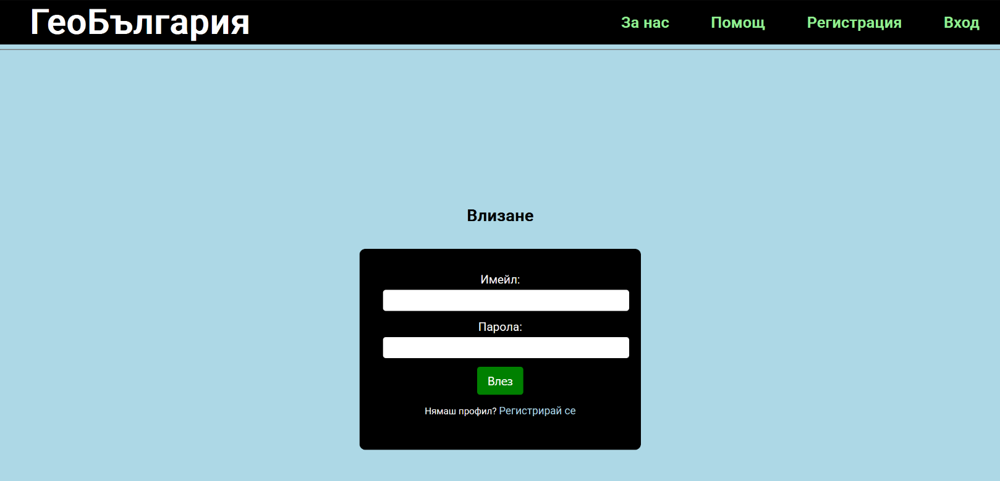 ГеоБългария
За нас Помощ Регистрация Вход
Влизане
Имейл:
Парола:
Влез
Нямаш профил? Регистрирай се